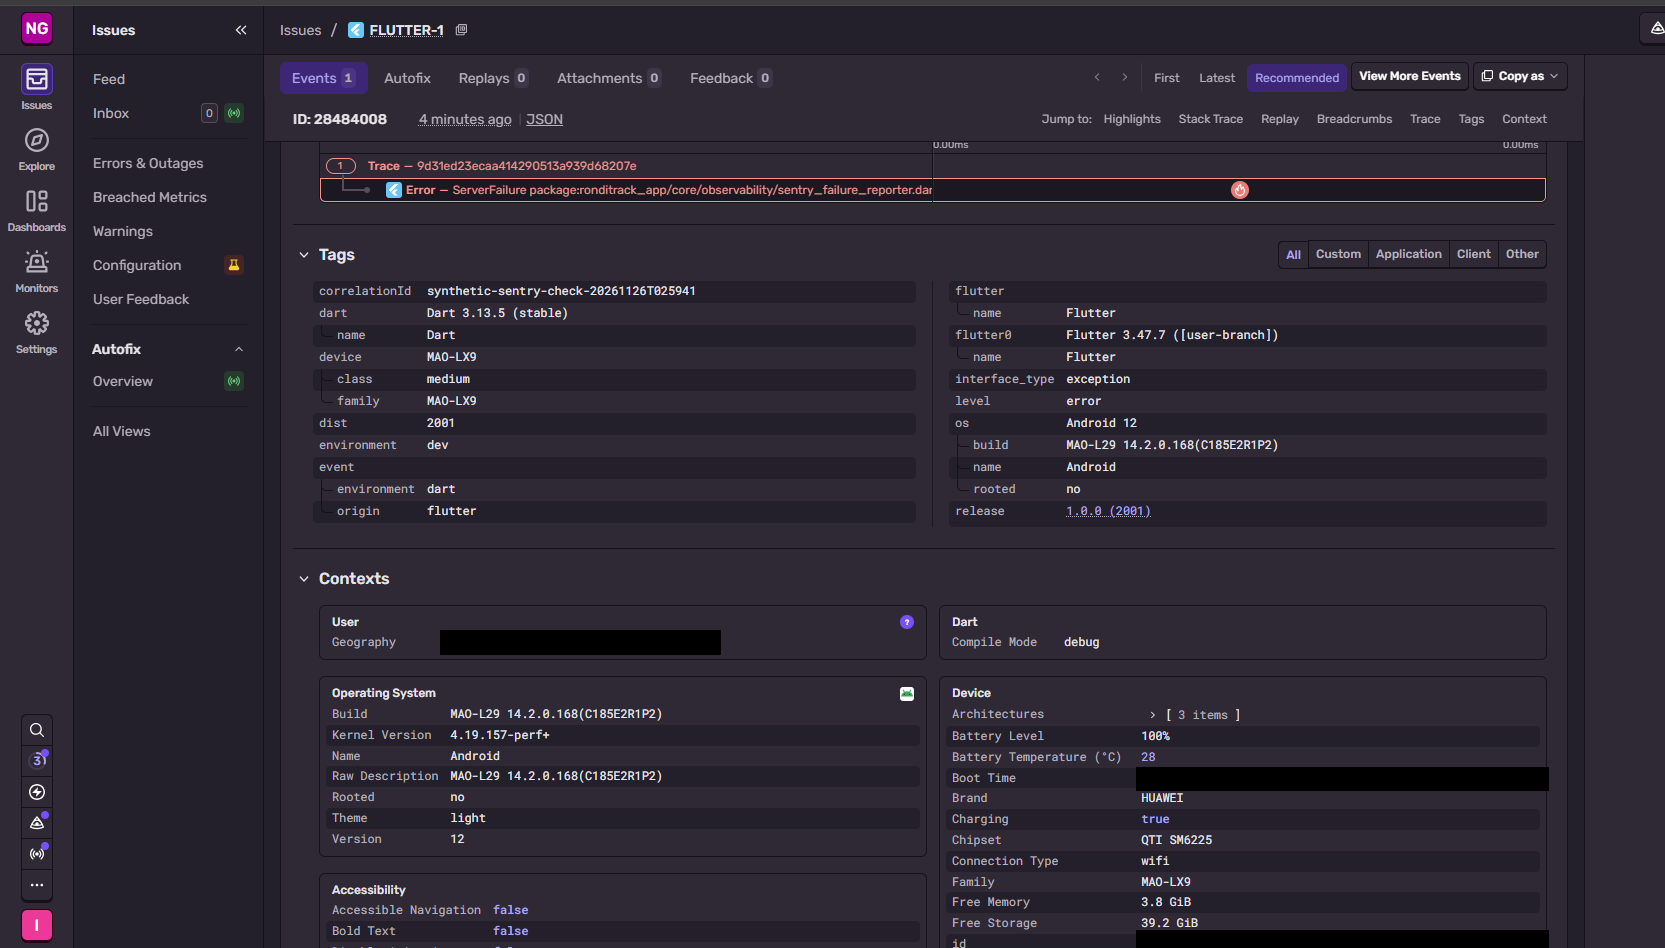 NG
Issues
Issues / FLUTTER-1
Events 1
Autofix
Replays 0
Attachments 0
Feedback 0
First
Latest
Recommended
View More Events
Copy as
ID: 28484008
4 minutes ago
JSON
Jump to:
Highlights
Stack Trace
Replay
Breadcrumbs
Trace
Tags
Context
Issues
Explore
Dashboards
Monitors
Settings
3
...
I
Feed
Inbox 0
Errors & Outages
Breached Metrics
Warnings
Configuration
User Feedback
Autofix
Overview
All Views
0.00ms
0.00ms
1 Trace — 9d31ed23ecaa414290513a939d68207e
Error — ServerFailure package:ronditrack_app/core/observability/sentry_failure_reporter.dar
Tags
All
Custom
Application
Client
Other
correlationId synthetic-sentry-check-20261126T025941
dart Dart 3.13.5 (stable)
name Dart
device MAO-LX9
class medium
family MAO-LX9
dist 2001
environment dev
event
environment dart
origin flutter
flutter
name Flutter
flutter0 Flutter 3.47.7 ([user-branch])
name Flutter
interface_type exception
level error
os Android 12
build MAO-L29 14.2.0.168(C185E2R1P2)
name Android
rooted no
release 1.0.0 (2001)
Contexts
User
?
Geography
Dart
Compile Mode debug
Operating System
Build MAO-L29 14.2.0.168(C185E2R1P2)
Kernel Version 4.19.157-perf+
Name Android
Raw Description MAO-L29 14.2.0.168(C185E2R1P2)
Rooted no
Theme light
Version 12
Device
Architectures > [ 3 items ]
Battery Level 100%
Battery Temperature (°C) 28
Boot Time
Brand HUAWEI
Charging true
Chipset QTI SM6225
Connection Type wifi
Family MAO-LX9
Free Memory 3.8 GiB
Free Storage 39.2 GiB
id
Accessibility
Accessible Navigation false
Bold Text false